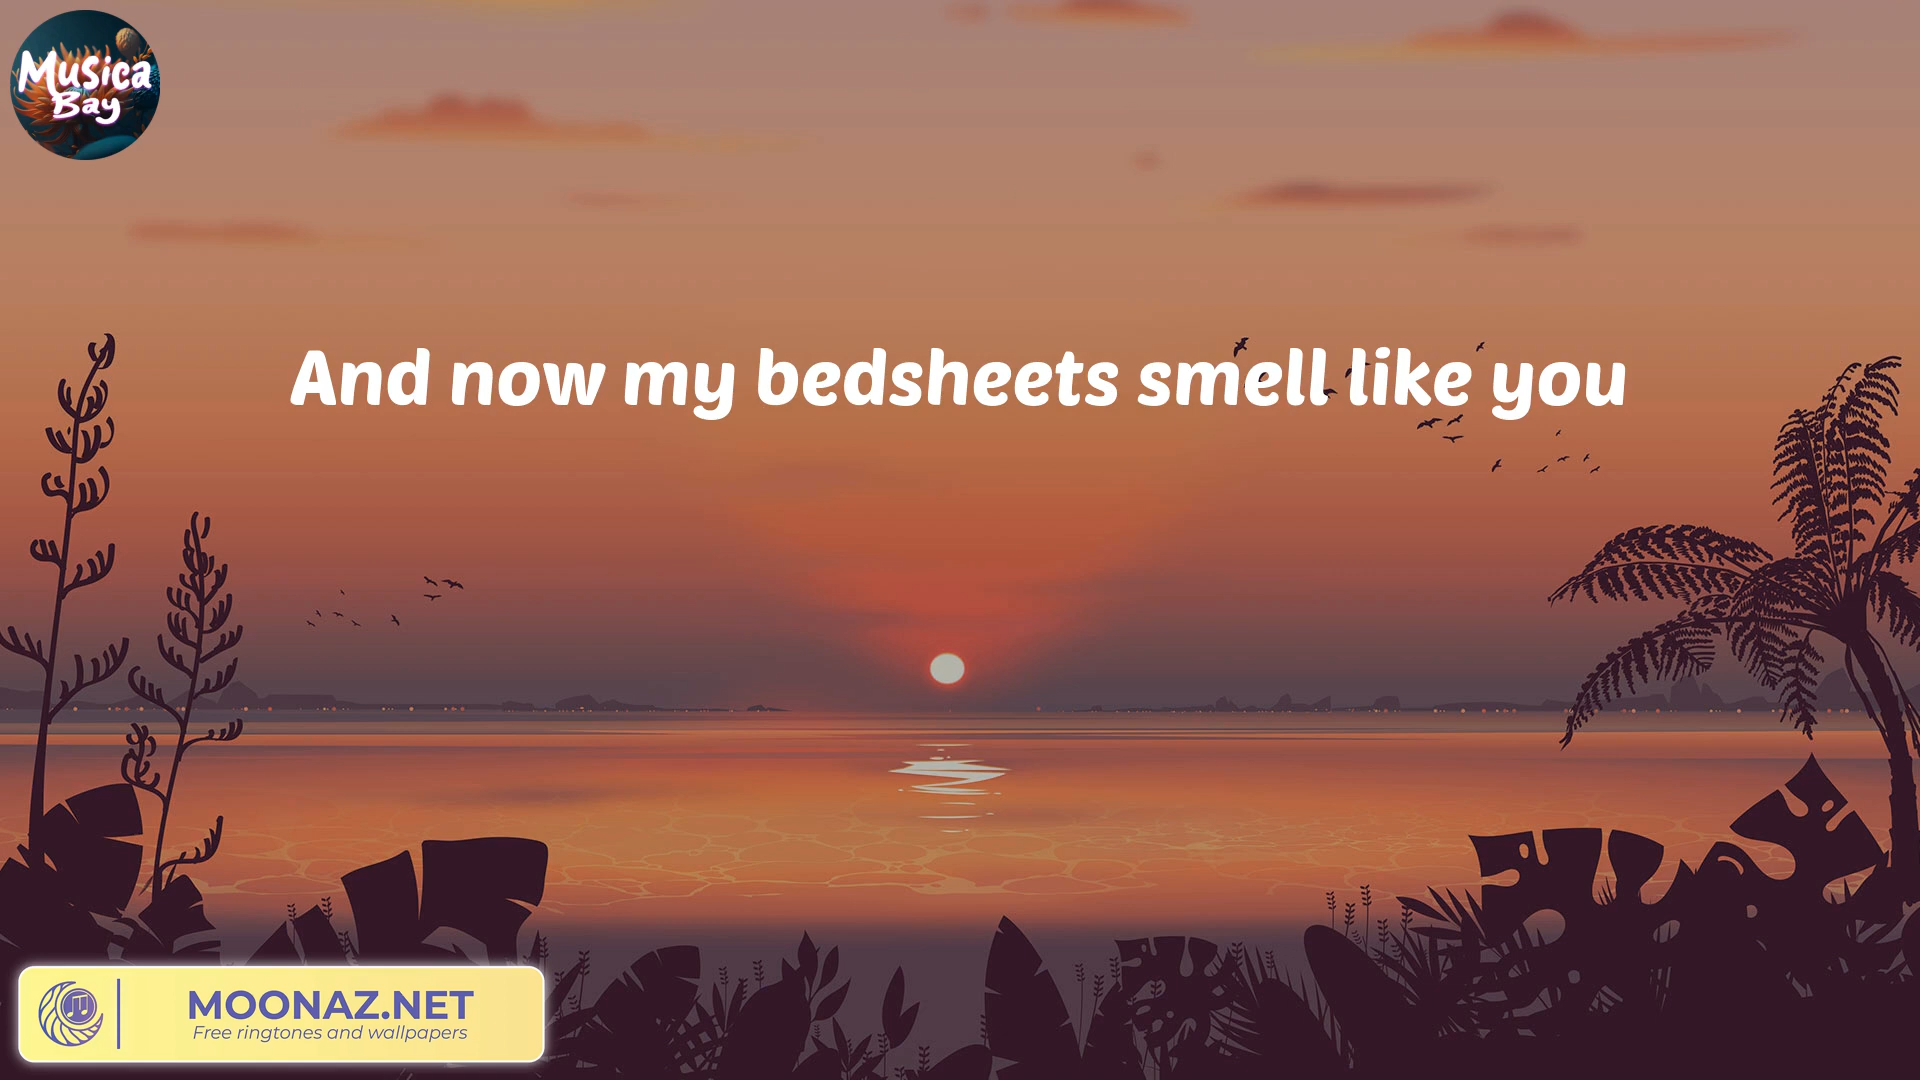 Musica
Bay
And now my bedsheets smell like you
MOONAZ.NET
Free ringtones and wallpapers